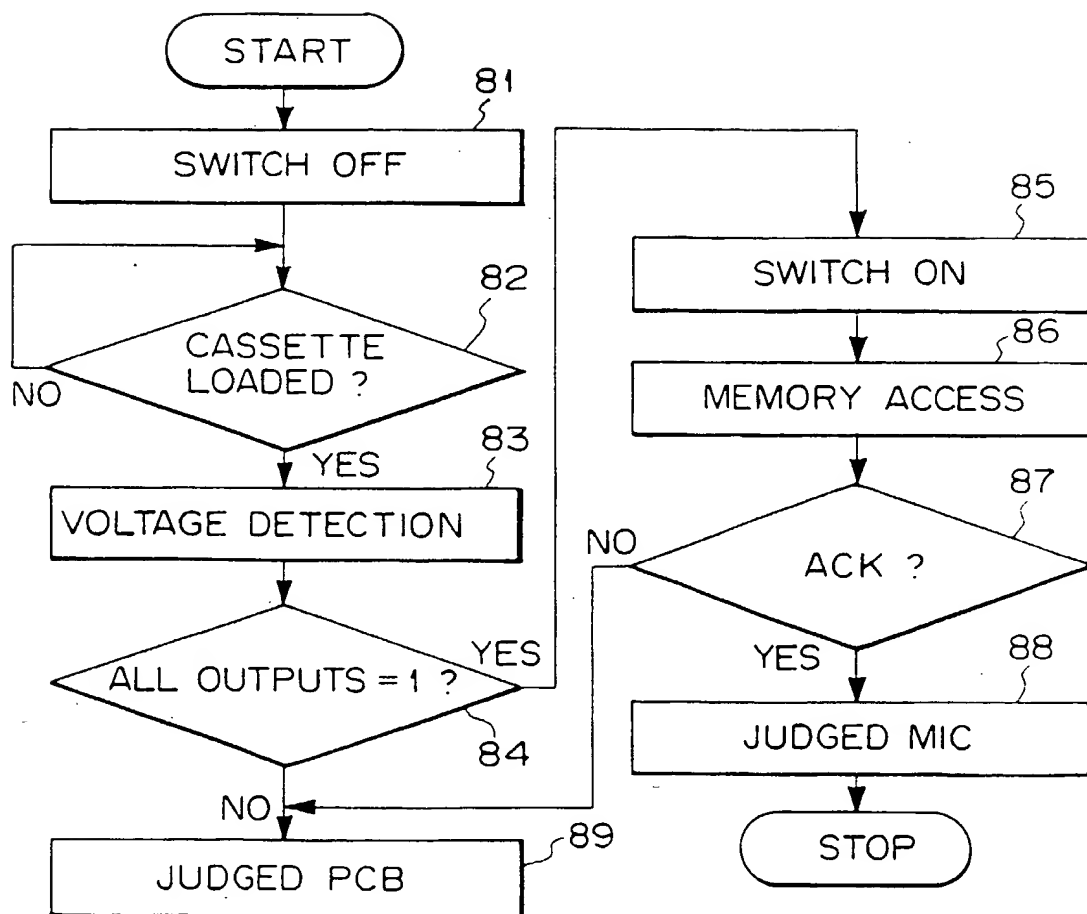 START
81
SWITCH OFF
82
CASSETTE
LOADED ?
NO
YES
83
VOLTAGE DETECTION
ALL OUTPUTS = 1 ?
YES
84
NO
89
JUDGED PCB
85
SWITCH ON
86
MEMORY ACCESS
87
NO
ACK ?
YES
88
JUDGED MIC
STOP